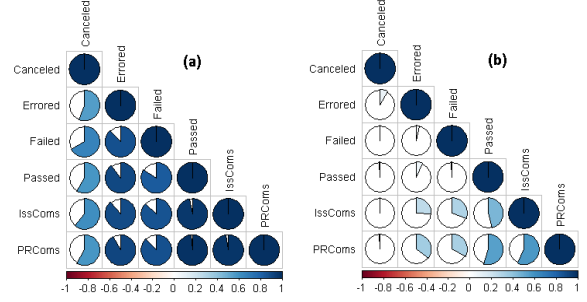 Canceled
Errored
Failed
Passed
IssComs
PRComs
(a)
Canceled
Errored
Failed
Passed
IssComs
PRComs
-1 -0.8 -0.6 -0.4 -0.2 0 0.2 0.4 0.6 0.8 1
Canceled
Errored
Failed
Passed
IssComs
PRComs
(b)
Canceled
Errored
Failed
Passed
IssComs
PRComs
-1 -0.8 -0.6 -0.4 -0.2 0 0.2 0.4 0.6 0.8 1